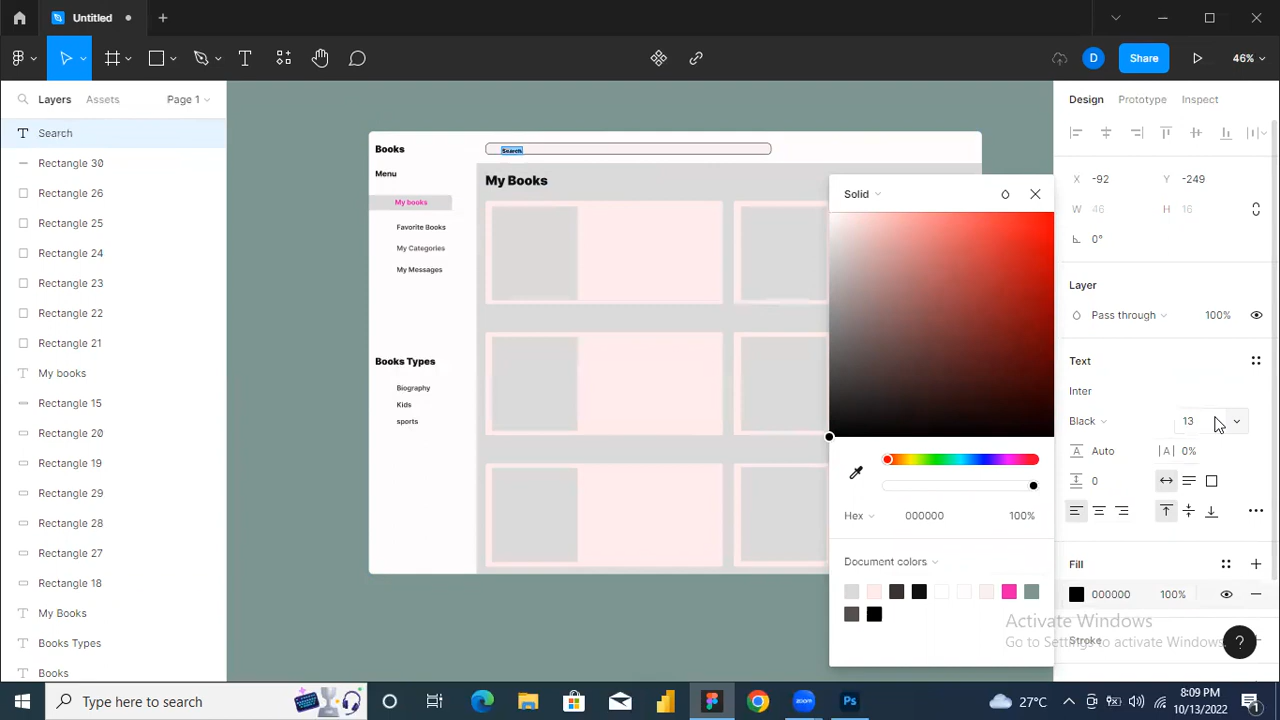 Untitled
D
Share
46%
Layers
Assets
Page 1
Design
Prototype
Inspect
Search
Rectangle 30
Rectangle 26
Rectangle 25
Rectangle 24
Rectangle 23
Rectangle 22
Rectangle 21
My books
Rectangle 15
Rectangle 20
Rectangle 19
Rectangle 29
Rectangle 28
Rectangle 27
Rectangle 18
My Books
Books Types
Books
Books
Search
Menu
My Books
My books
Favorite Books
My Categories
My Messages
Books Types
Biography
Kids
sports
Solid
Hex
000000
100%
Document colors
X
-92
Y
-249
W
46
H
16
0°
Layer
Pass through
100%
Text
Inter
Black
13
A
Auto
|A|
0%
0
Fill
000000
100%
Activate Windows
Go to Settings to activate Windows.
Stroke
?
Type here to search
Ps
27°C
8:09 PM
10/13/2022
1